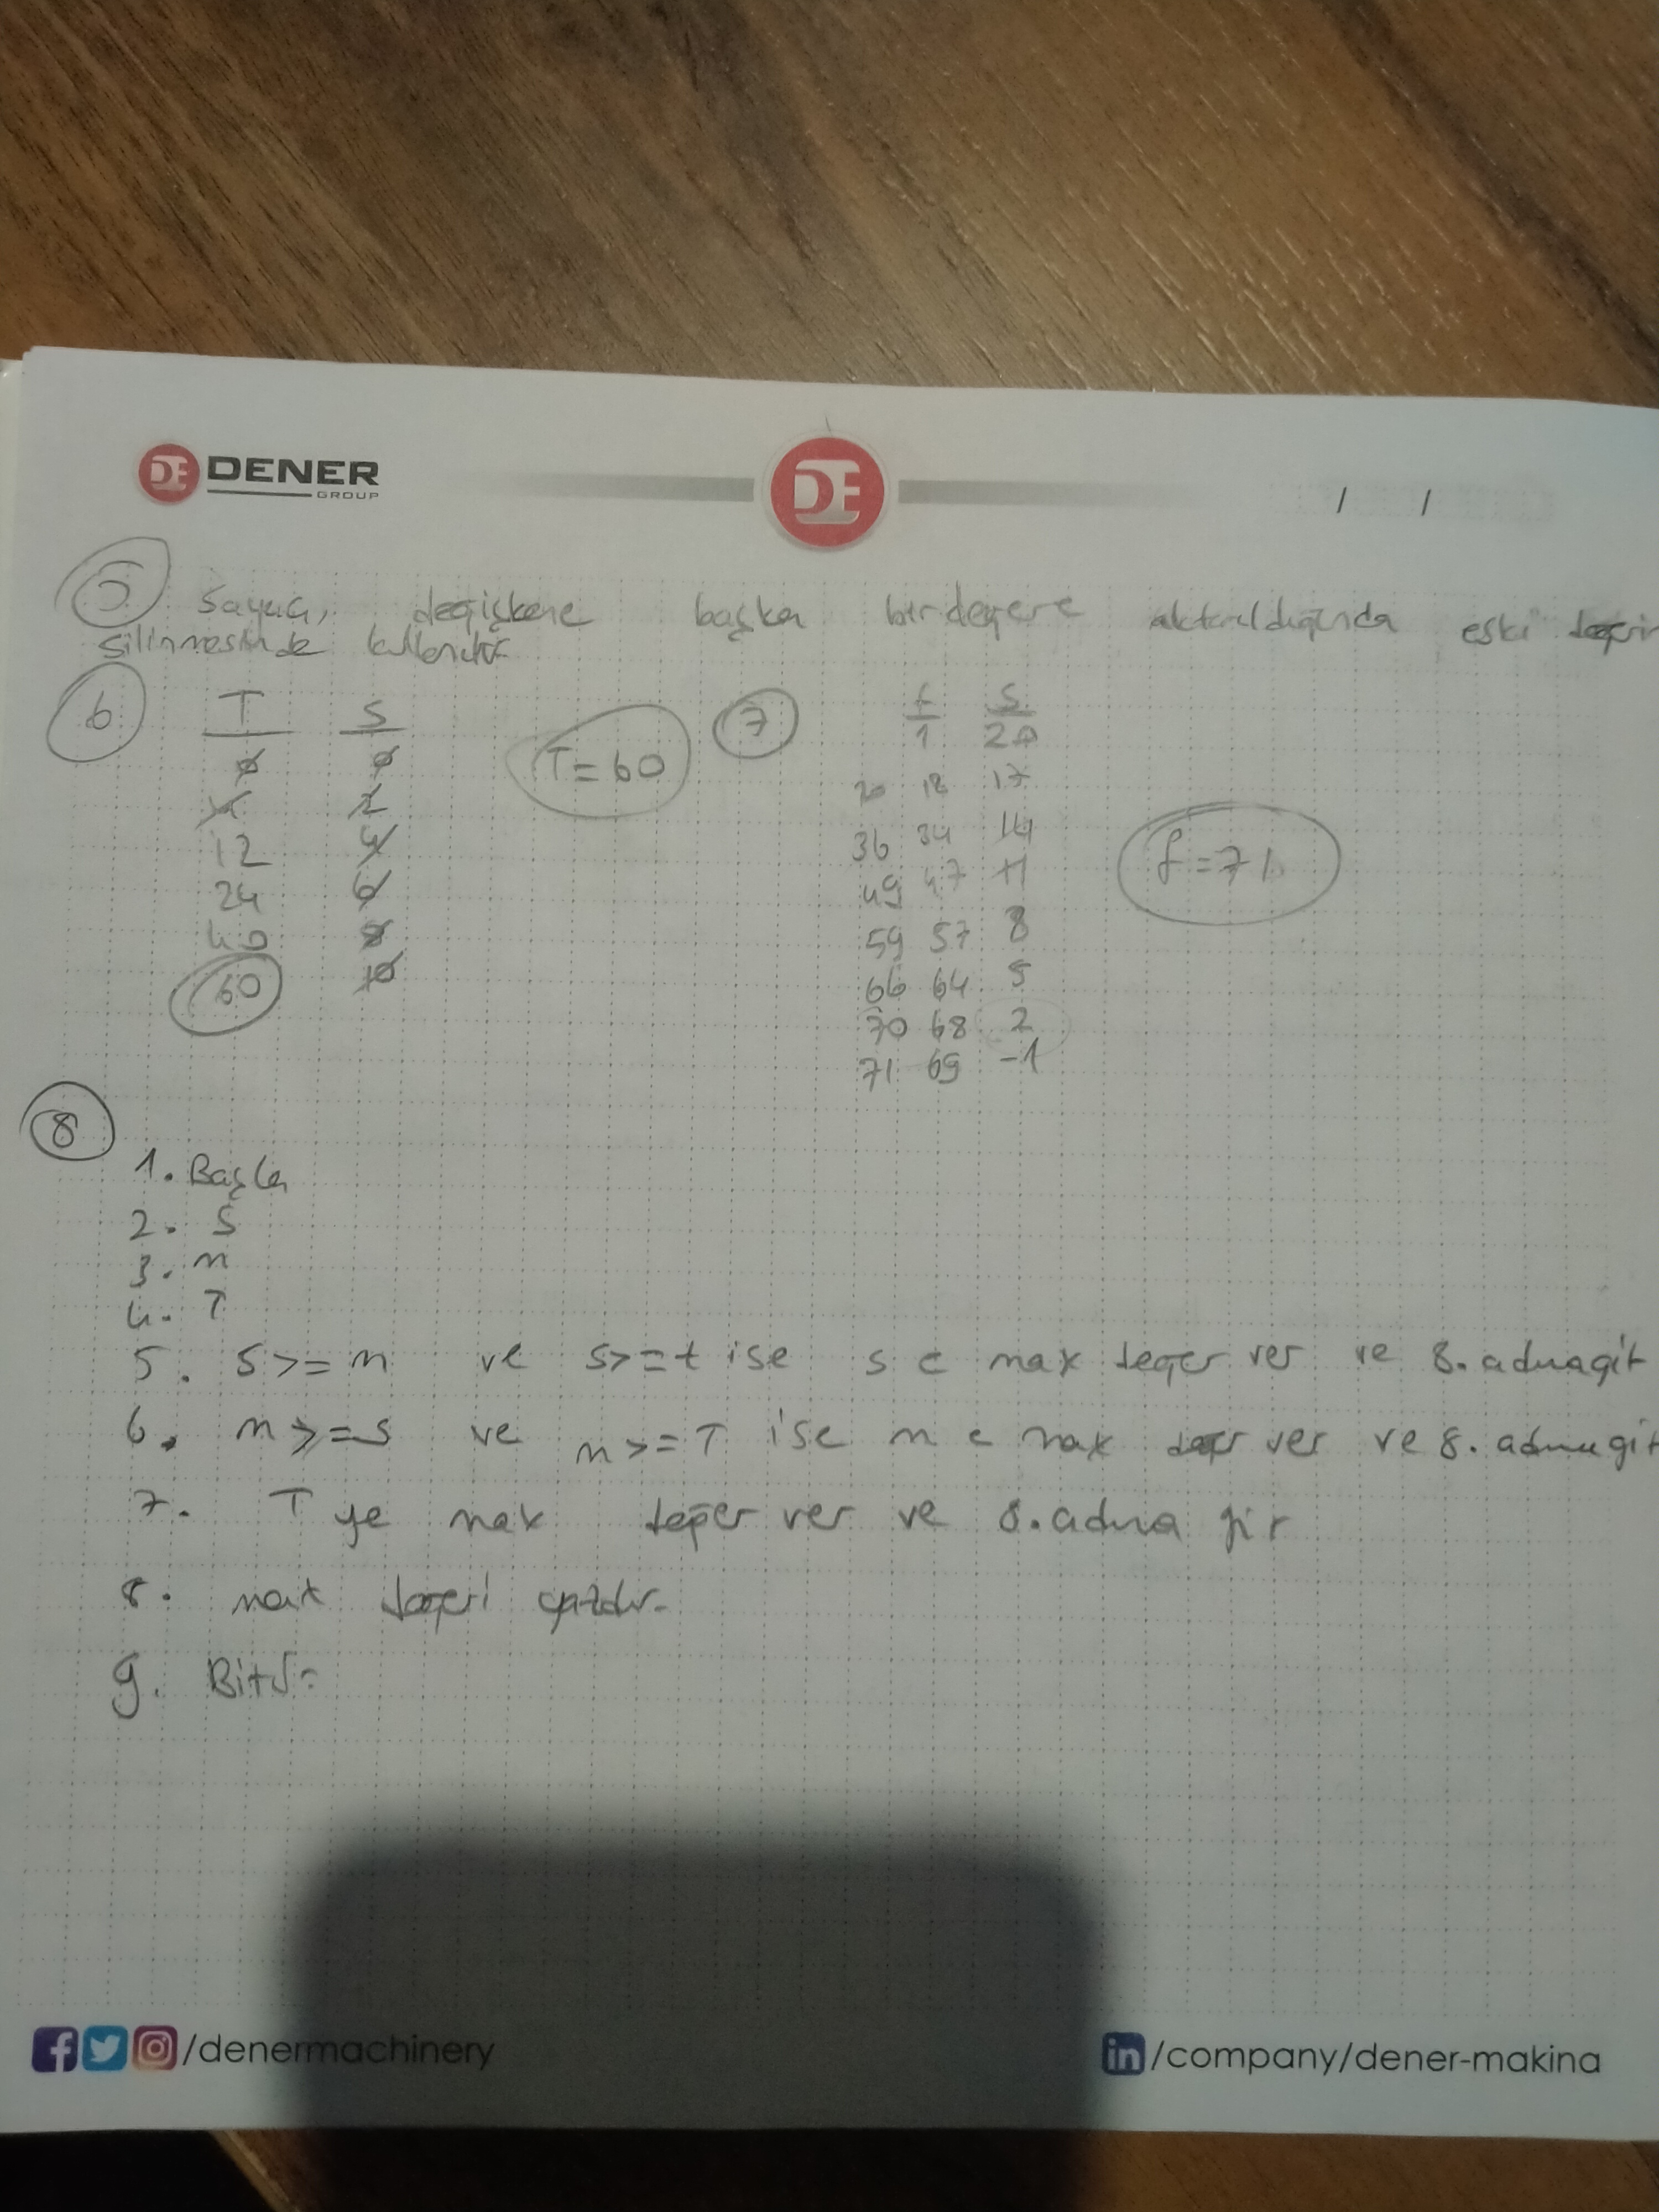 DE DENER GROUP
DE
/ /
5 Sayacı, değişkene başka bir değere aktarıldığında eski değerin
silinmesinde kullanılır
6 T S
0 0
4 2
12 4
24 6
40 8
60 10
T=60
7 f S
1 20
20 18 17
36 34 14
49 47 11
59 57 8
66 64 5
70 68 2
71 69 -1
f=71
8
1. Başla
2. S
3. n
4. T
5. S>=n ve S>=t ise s e max değer ver ve 8. adıma git
6. n>=S ve n>=T ise n e max değer ver ve 8. adıma git
7. T ye max değer ver ve 8. adıma git
8. max değeri yazdır.
9. Bitir
/denermachinery
in /company/dener-makina